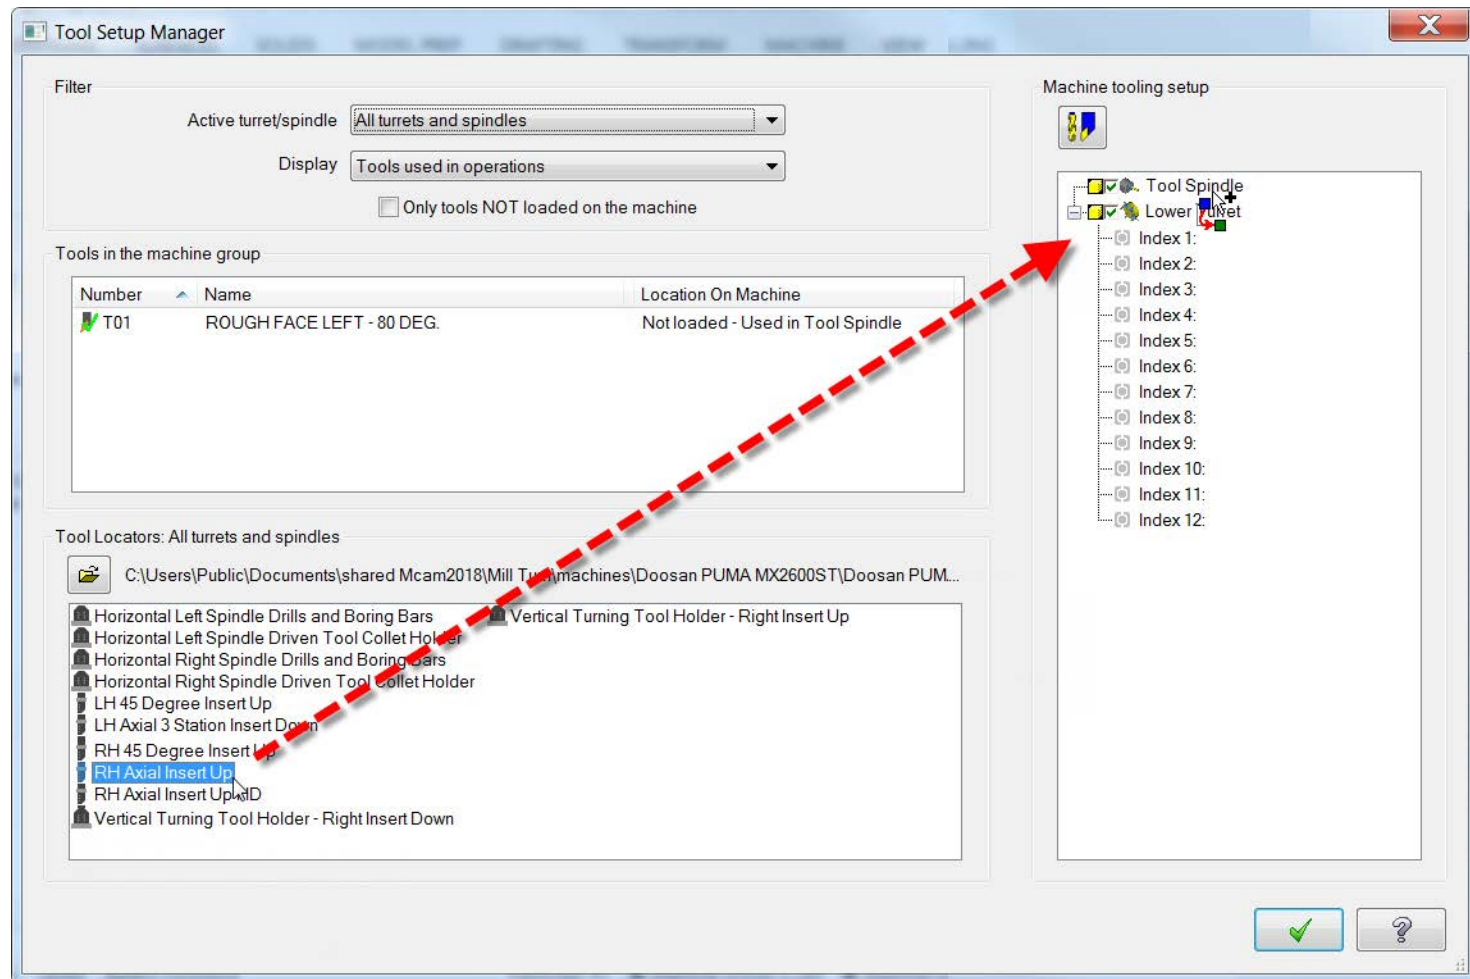 Tool Setup Manager
Filter
Active turret/spindle All turrets and spindles
Display Tools used in operations
Only tools NOT loaded on the machine
Tools in the machine group
Number Name Location On Machine
T01 ROUGH FACE LEFT - 80 DEG. Not loaded - Used in Tool Spindle
Tool Locators: All turrets and spindles
C:\Users\Public\Documents\shared Mcam2018\Mill Turn\machines\Doosan PUMA MX2600ST\Doosan PUM...
Horizontal Left Spindle Drills and Boring Bars
Horizontal Left Spindle Driven Tool Collet Holder
Horizontal Right Spindle Drills and Boring Bars
Horizontal Right Spindle Driven Tool Collet Holder
LH 45 Degree Insert Up
LH Axial 3 Station Insert Down
RH 45 Degree Insert Up
RH Axial Insert Up
RH Axial Insert Up HD
Vertical Turning Tool Holder - Right Insert Down
Vertical Turning Tool Holder - Right Insert Up
Machine tooling setup
Tool Spindle
Lower Turret
Index 1:
Index 2:
Index 3:
Index 4:
Index 5:
Index 6:
Index 7:
Index 8:
Index 9:
Index 10:
Index 11:
Index 12: